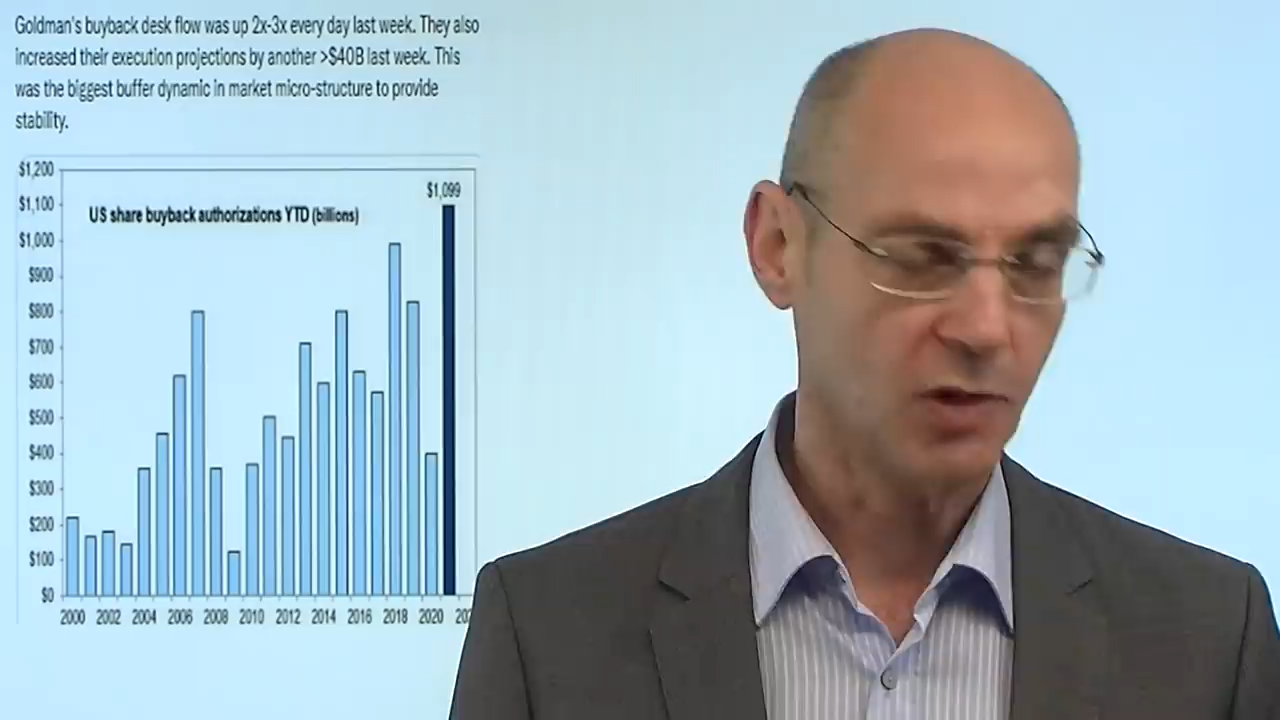 Goldman's buyback desk flow was up 2x-3x every day last week. They also
increased their execution projections by another >$40B last week. This
was the biggest buffer dynamic in market micro-structure to provide
stability.
$1,200
$1,099
$1,100
US share buyback authorizations YTD (billions)
$1,000
$900
$800
$700
$600
$500
$400
$300
$200
$100
$0
2000 2002 2004 2006 2008 2010 2012 2014 2016 2018 2020